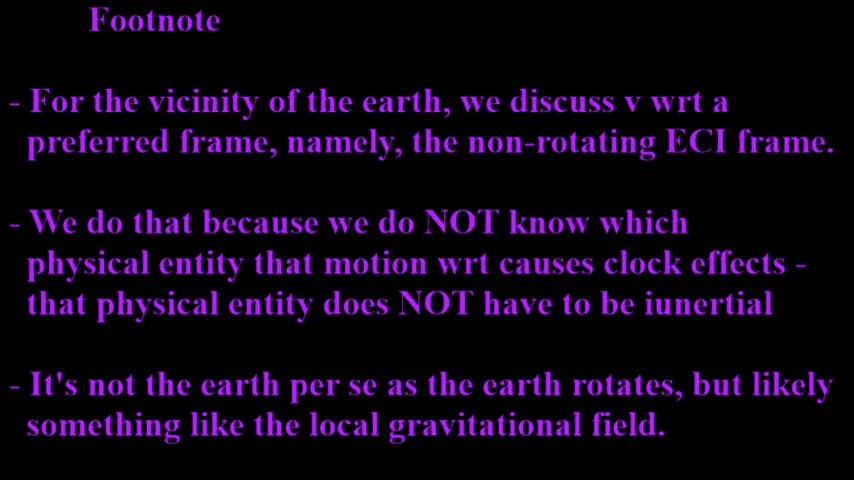 Footnote
- For the vicinity of the earth, we discuss v wrt a
preferred frame, namely, the non-rotating ECI frame.
- We do that because we do NOT know which
physical entity that motion wrt causes clock effects -
that physical entity does NOT have to be iunertial
- It's not the earth per se as the earth rotates, but likely
something like the local gravitational field.